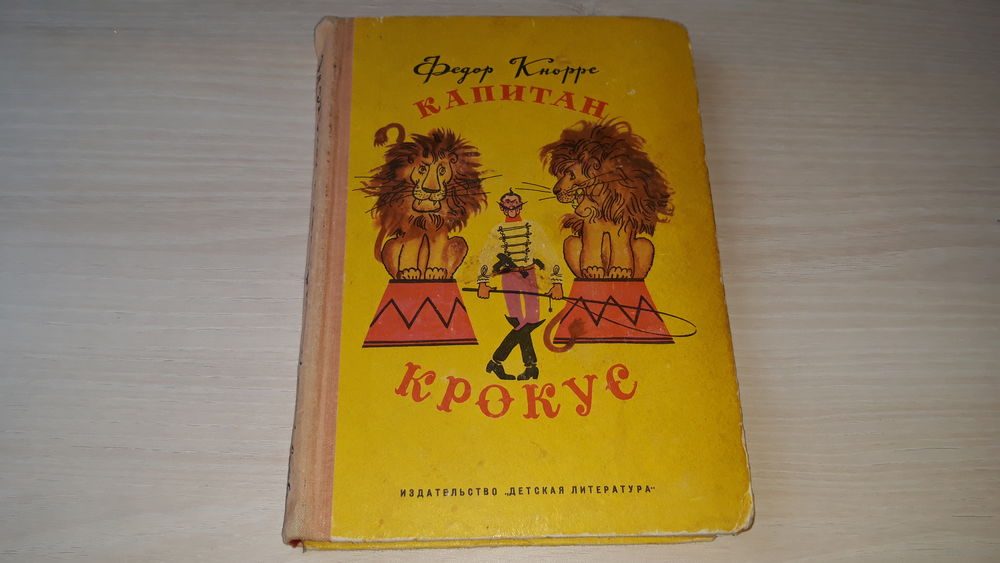 Федор Кнорре
КАПИТАН
КРОКУС
ИЗДАТЕЛЬСТВО „ДЕТСКАЯ ЛИТЕРАТУРА“